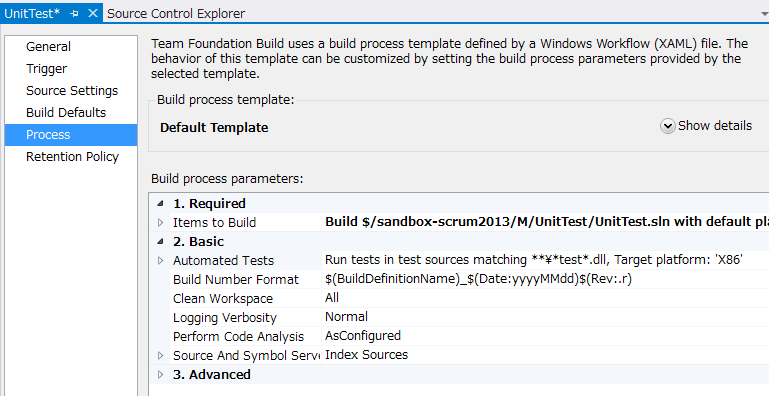 UnitTest*
Source Control Explorer
General
Trigger
Source Settings
Build Defaults
Process
Retention Policy
Team Foundation Build uses a build process template defined by a Windows Workflow (XAML) file. The
behavior of this template can be customized by setting the build process parameters provided by the
selected template.
Build process template:
Default Template
Show details
Build process parameters:
1. Required
Items to Build Build $/sandbox-scrum2013/M/UnitTest/UnitTest.sln with default pla
2. Basic
Automated Tests Run tests in test sources matching **¥*test*.dll, Target platform: 'X86'
Build Number Format $(BuildDefinitionName)_$(Date:yyyyMMdd)$(Rev:.r)
Clean Workspace All
Logging Verbosity Normal
Perform Code Analysis AsConfigured
Source And Symbol Serve Index Sources
3. Advanced